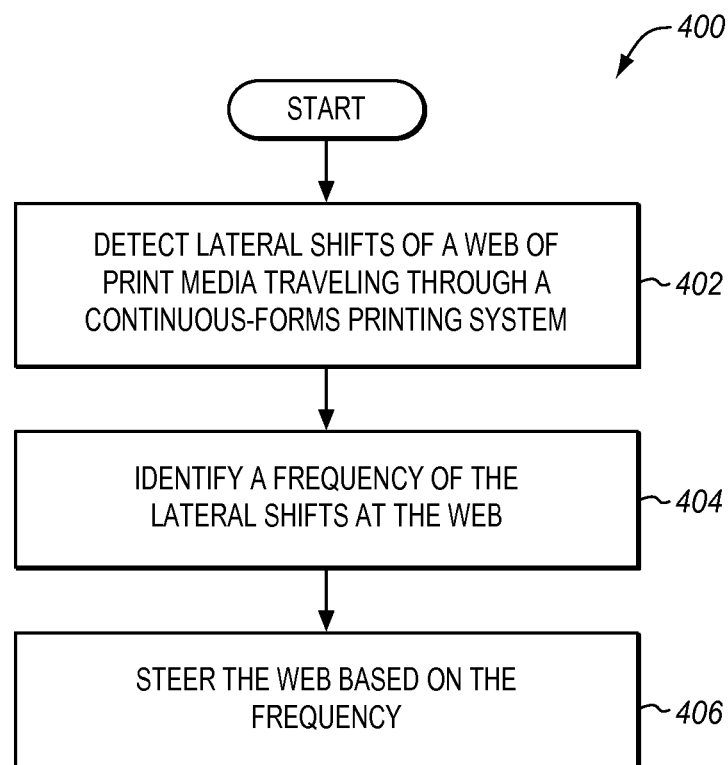 400
START
DETECT LATERAL SHIFTS OF A WEB OF
PRINT MEDIA TRAVELING THROUGH A
CONTINUOUS-FORMS PRINTING SYSTEM
402
IDENTIFY A FREQUENCY OF THE
LATERAL SHIFTS AT THE WEB
404
STEER THE WEB BASED ON THE
FREQUENCY
406